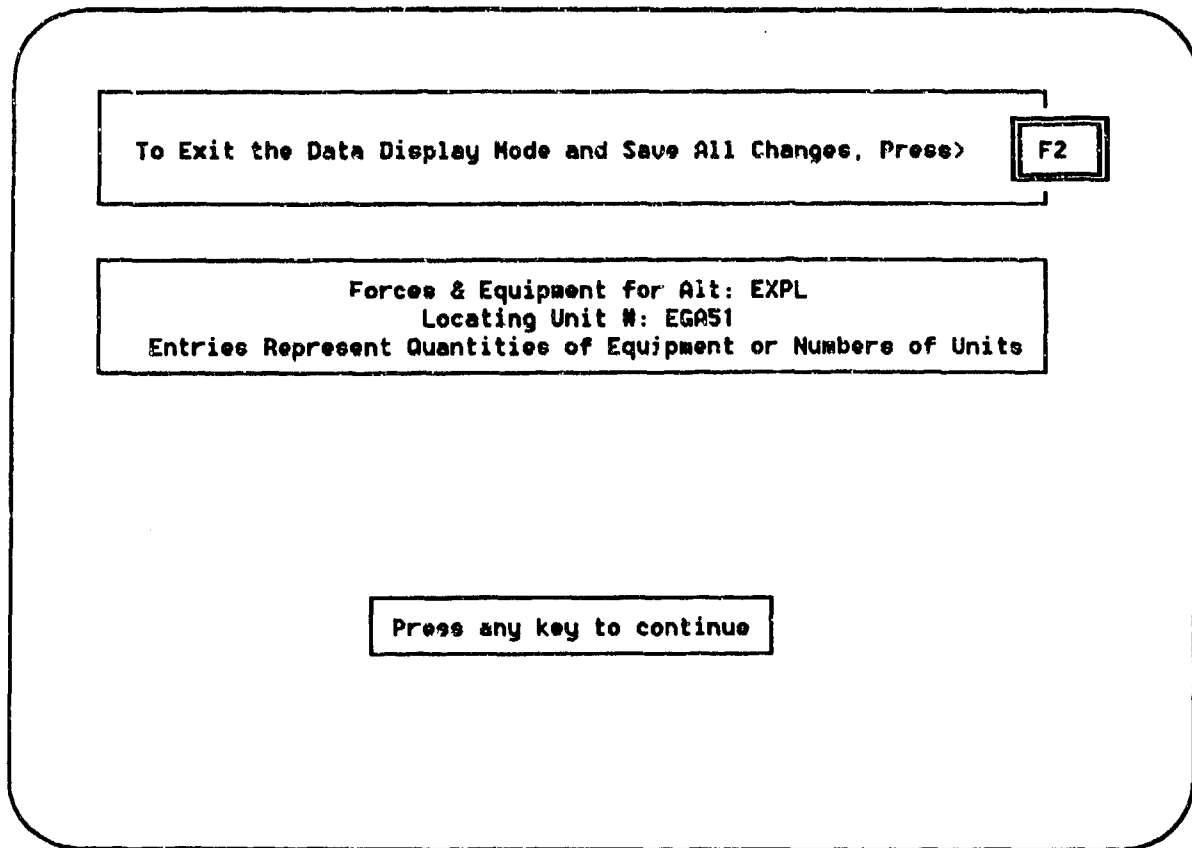 To Exit the Data Display Mode and Save All Changes, Press>
F2
Forces & Equipment for Alt: EXPL
Locating Unit #: EGA51
Entries Represent Quantities of Equipment or Numbers of Units
Press any key to continue